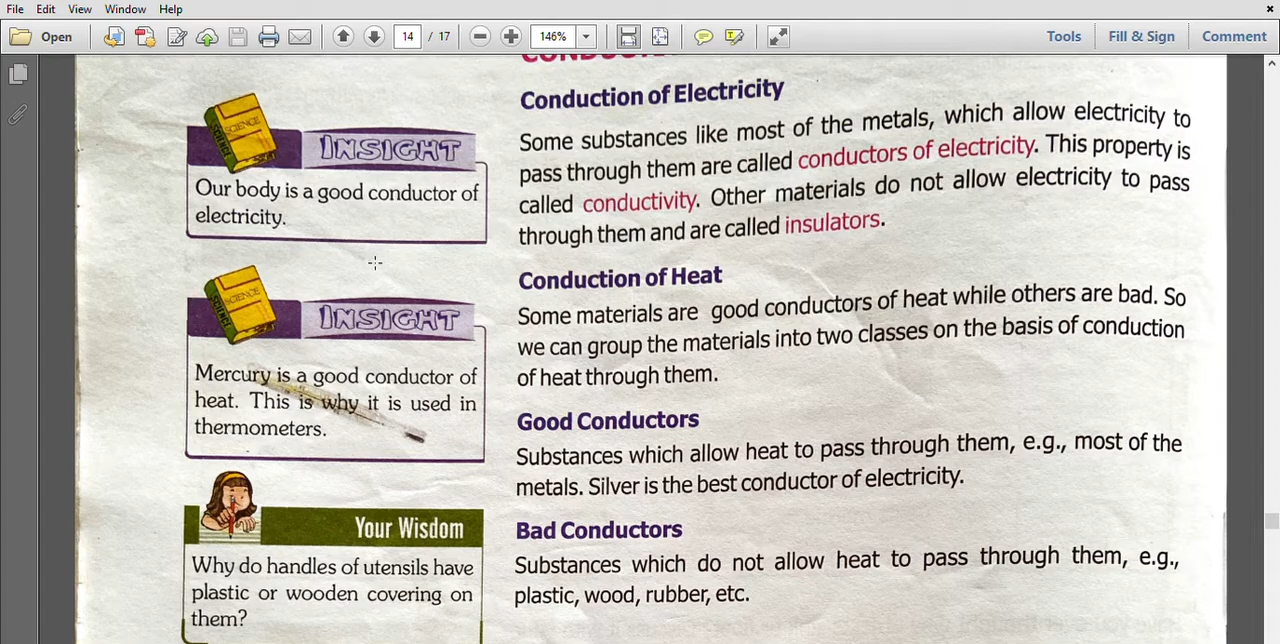 File Edit View Window Help
Open 14 / 17 146% Tools Fill & Sign Comment
Conduction of Electricity
Some substances like most of the metals, which allow electricity to
pass through them are called conductors of electricity. This property is
called conductivity. Other materials do not allow electricity to pass
through them and are called insulators.
Conduction of Heat
Some materials are good conductors of heat while others are bad. So
we can group the materials into two classes on the basis of conduction
of heat through them.
Good Conductors
Substances which allow heat to pass through them, e.g., most of the
metals. Silver is the best conductor of electricity.
Bad Conductors
Substances which do not allow heat to pass through them, e.g.,
plastic, wood, rubber, etc.
SCIENCE
SCIENCE
INSIGHT
Our body is a good conductor of
electricity.
SCIENCE
SCIENCE
INSIGHT
Mercury is a good conductor of
heat. This is why it is used in
thermometers.
Your Wisdom
Why do handles of utensils have
plastic or wooden covering on
them?